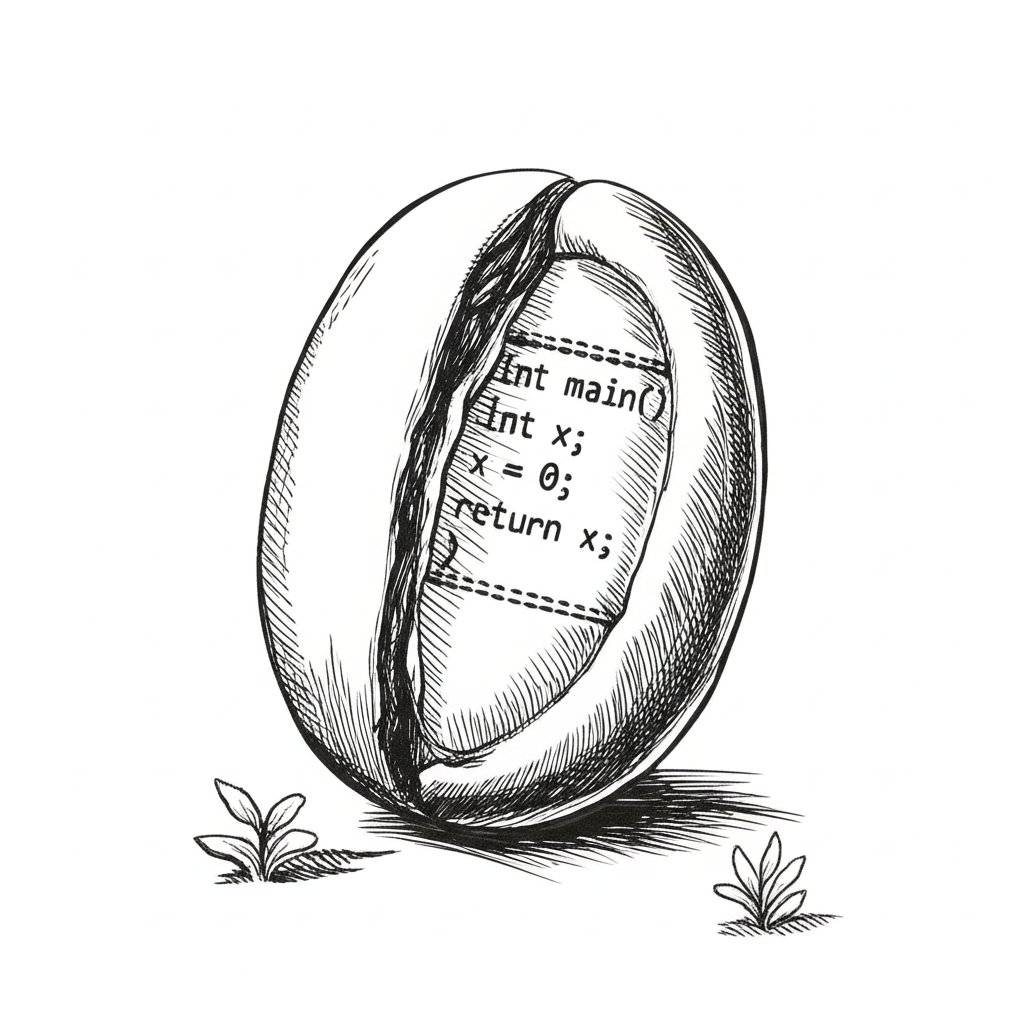 int main()
int x;
x = 0;
return x;
)